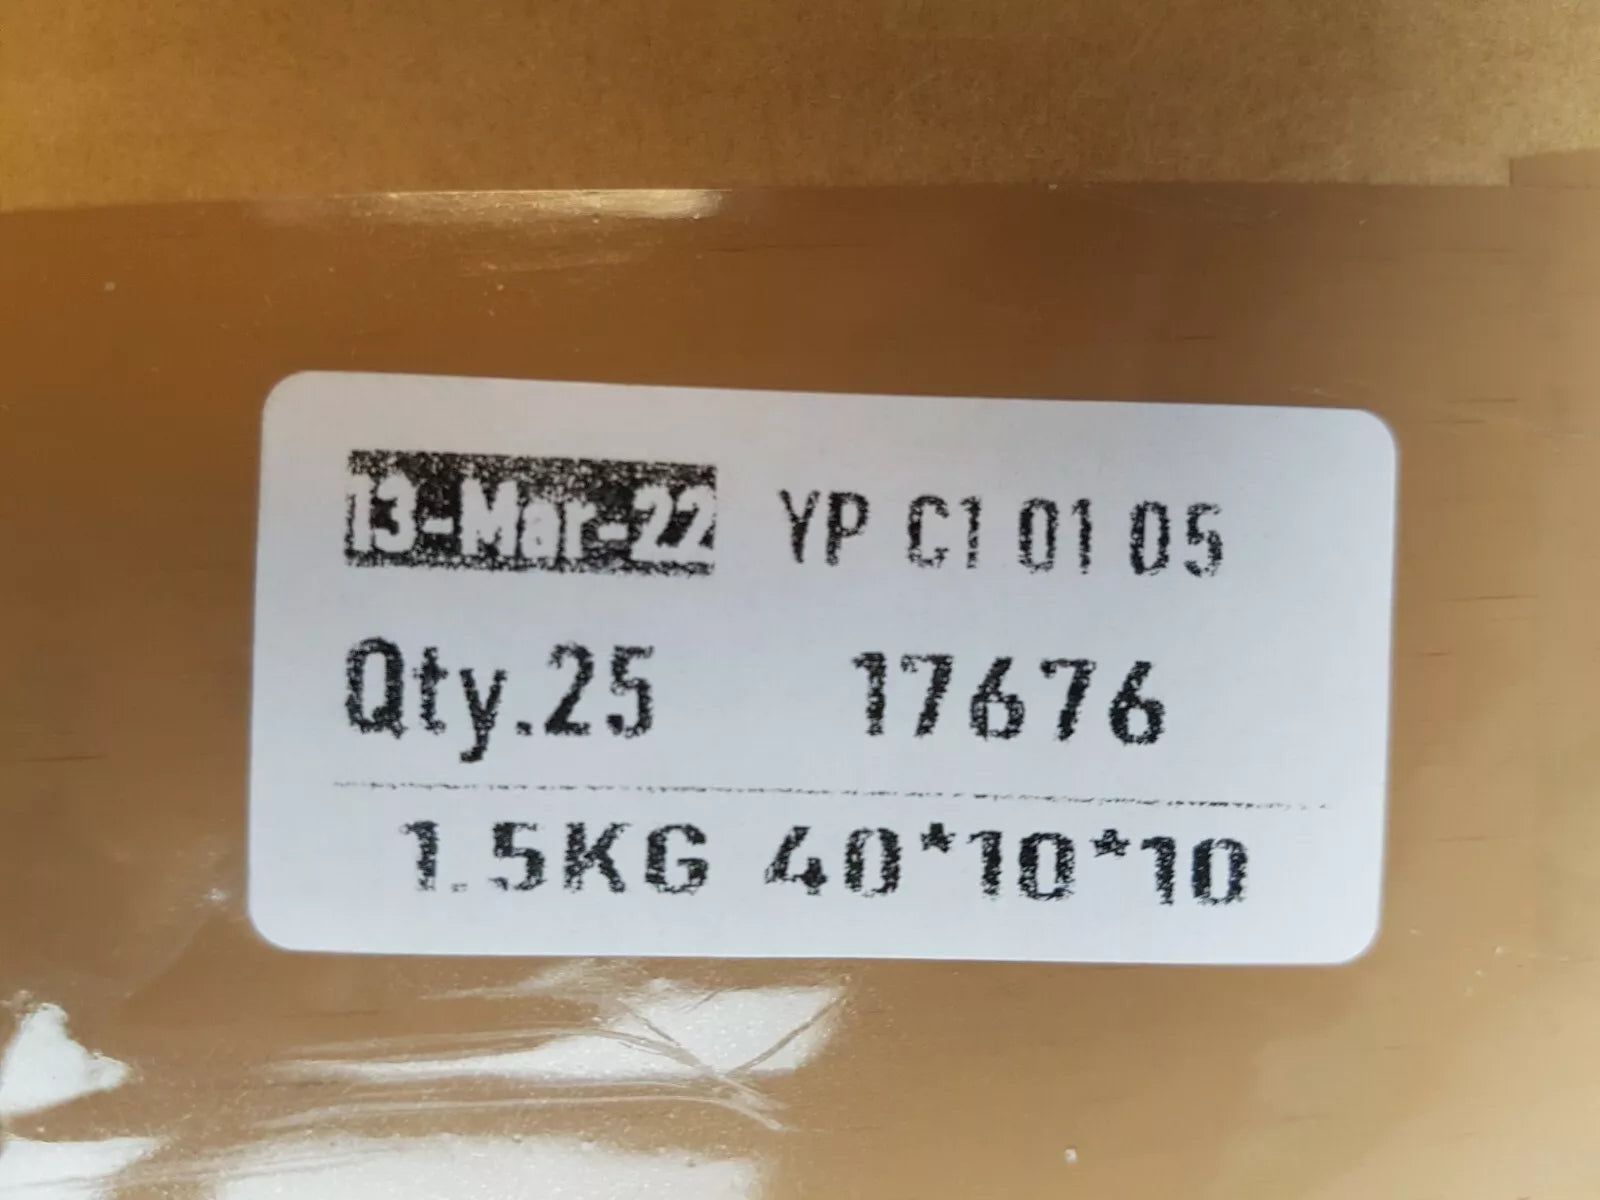 13-Mar-22 YP C1 01 05
Qty.25 17676
1.5KG 40*10*10